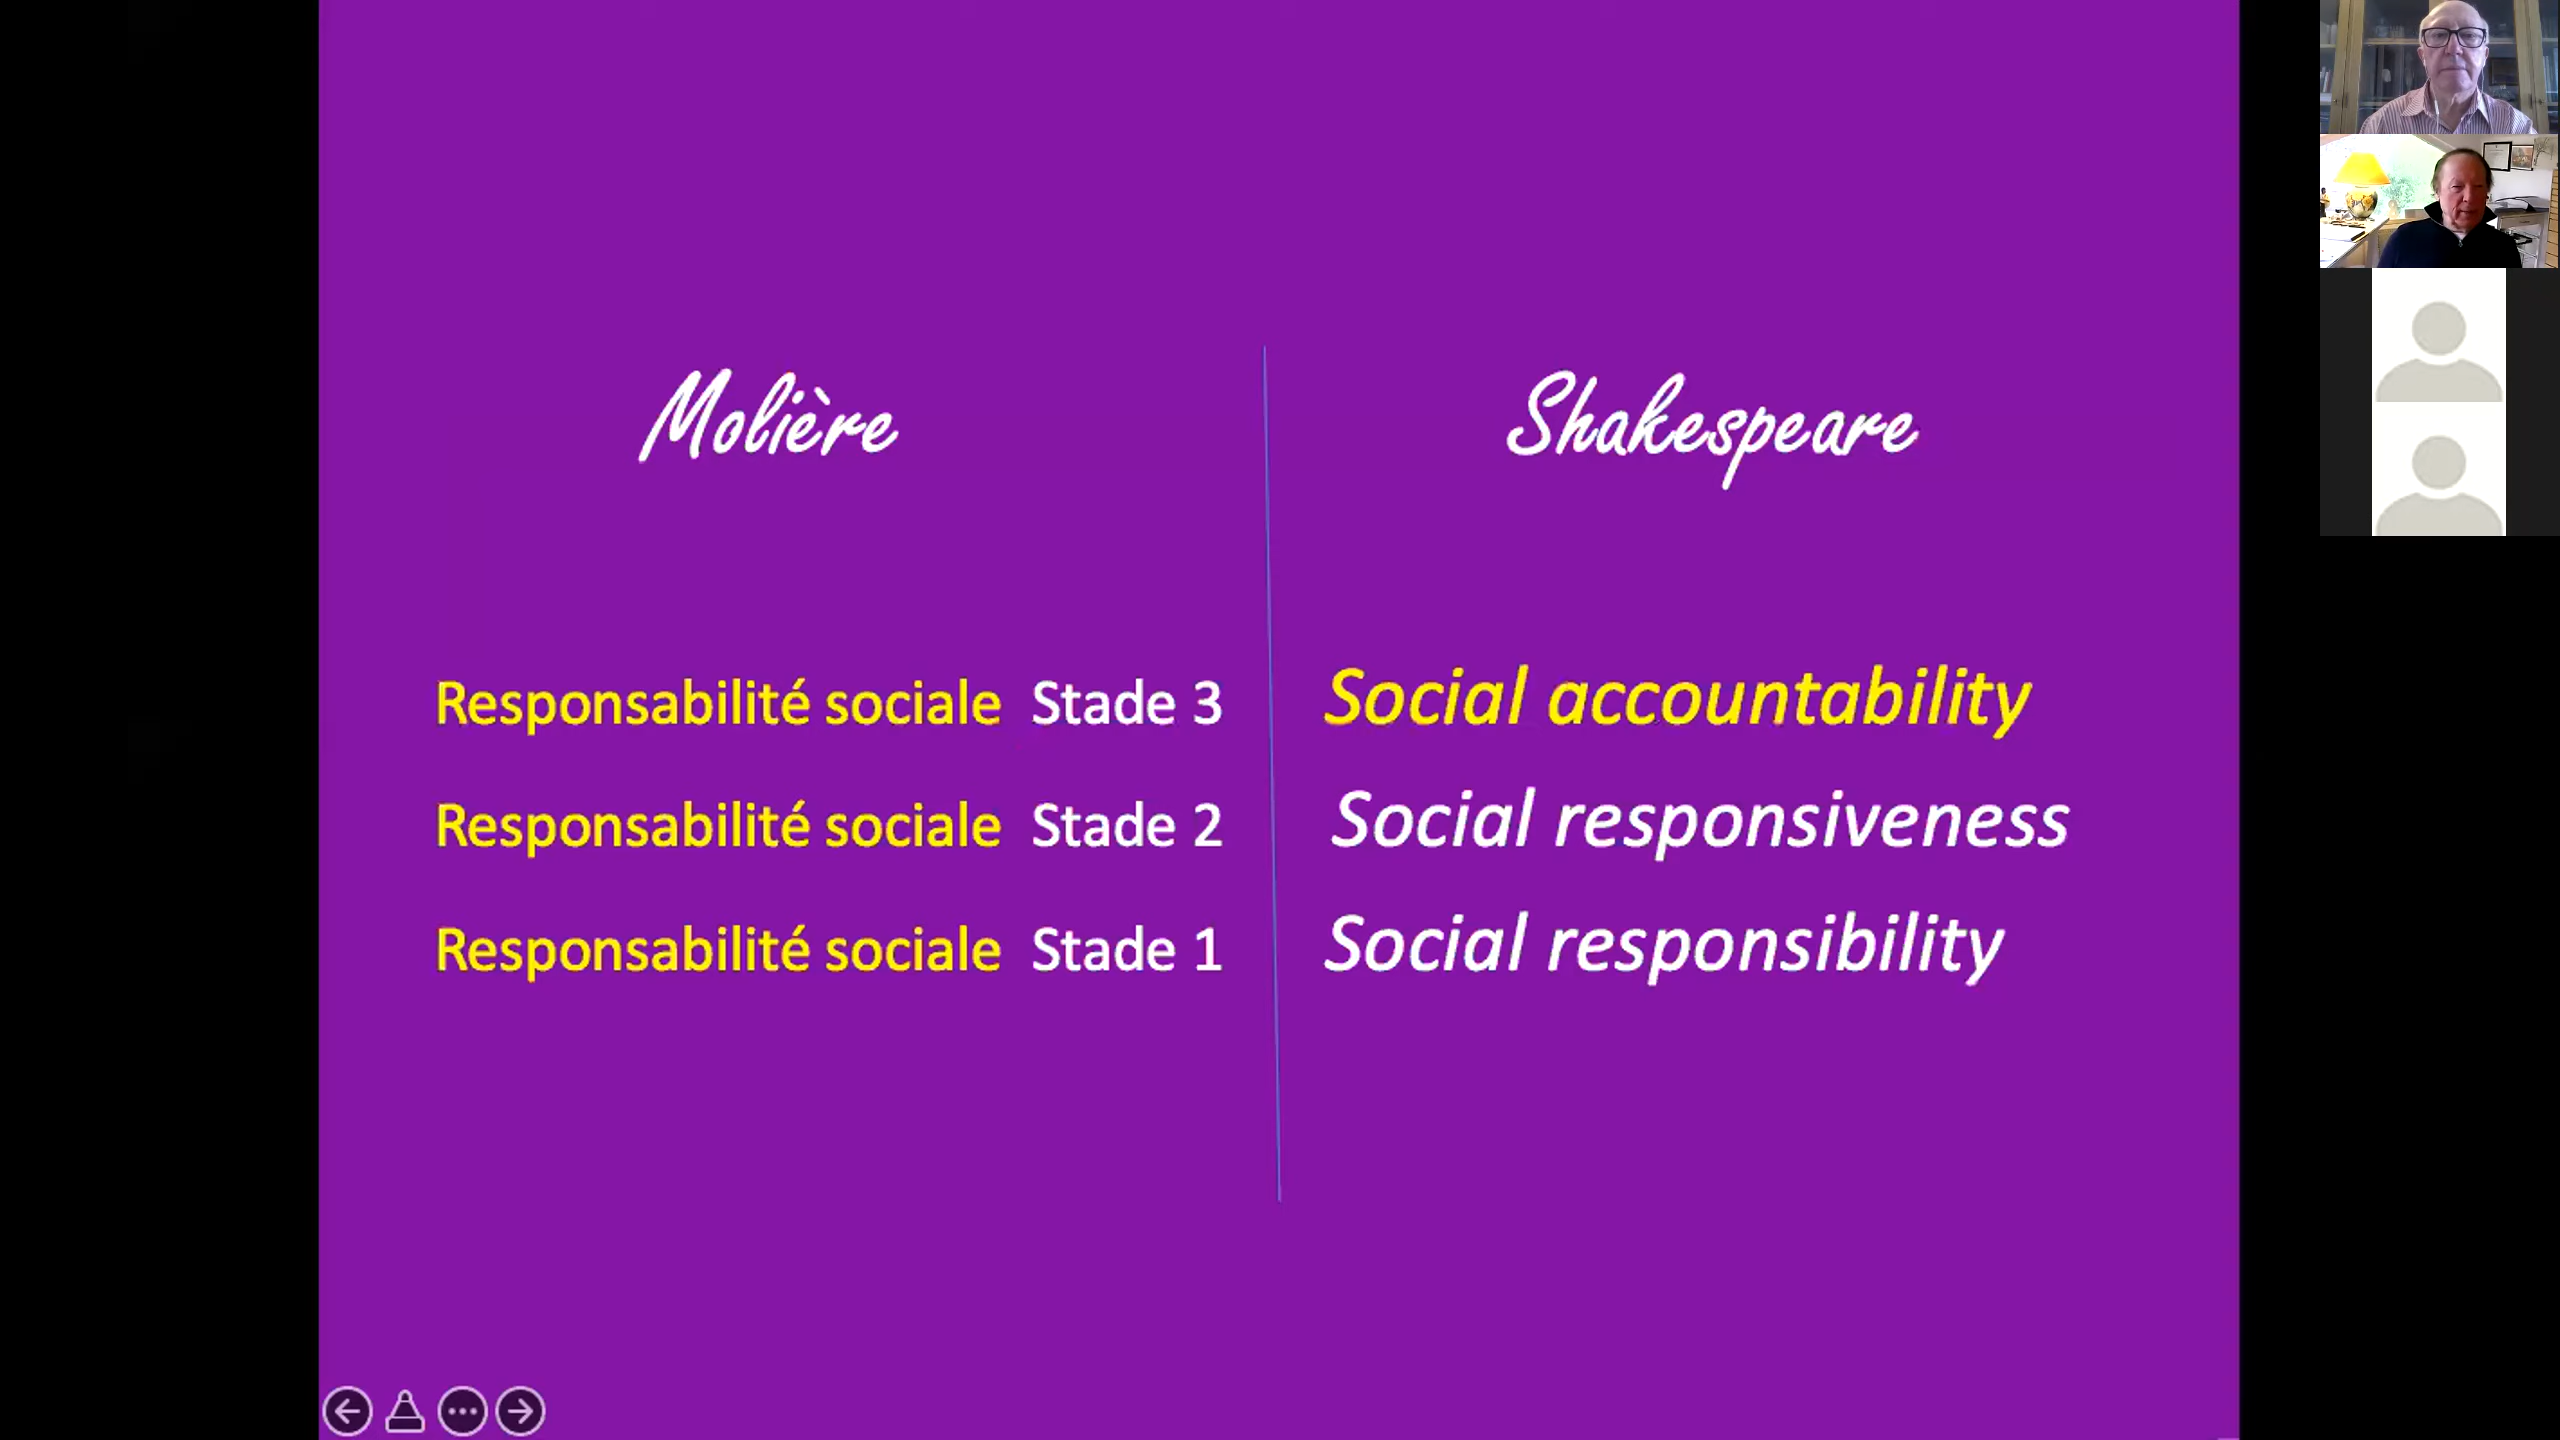 Molière
Shakespeare
Responsabilité sociale Stade 3
Social accountability
Responsabilité sociale Stade 2
Social responsiveness
Responsabilité sociale Stade 1
Social responsibility